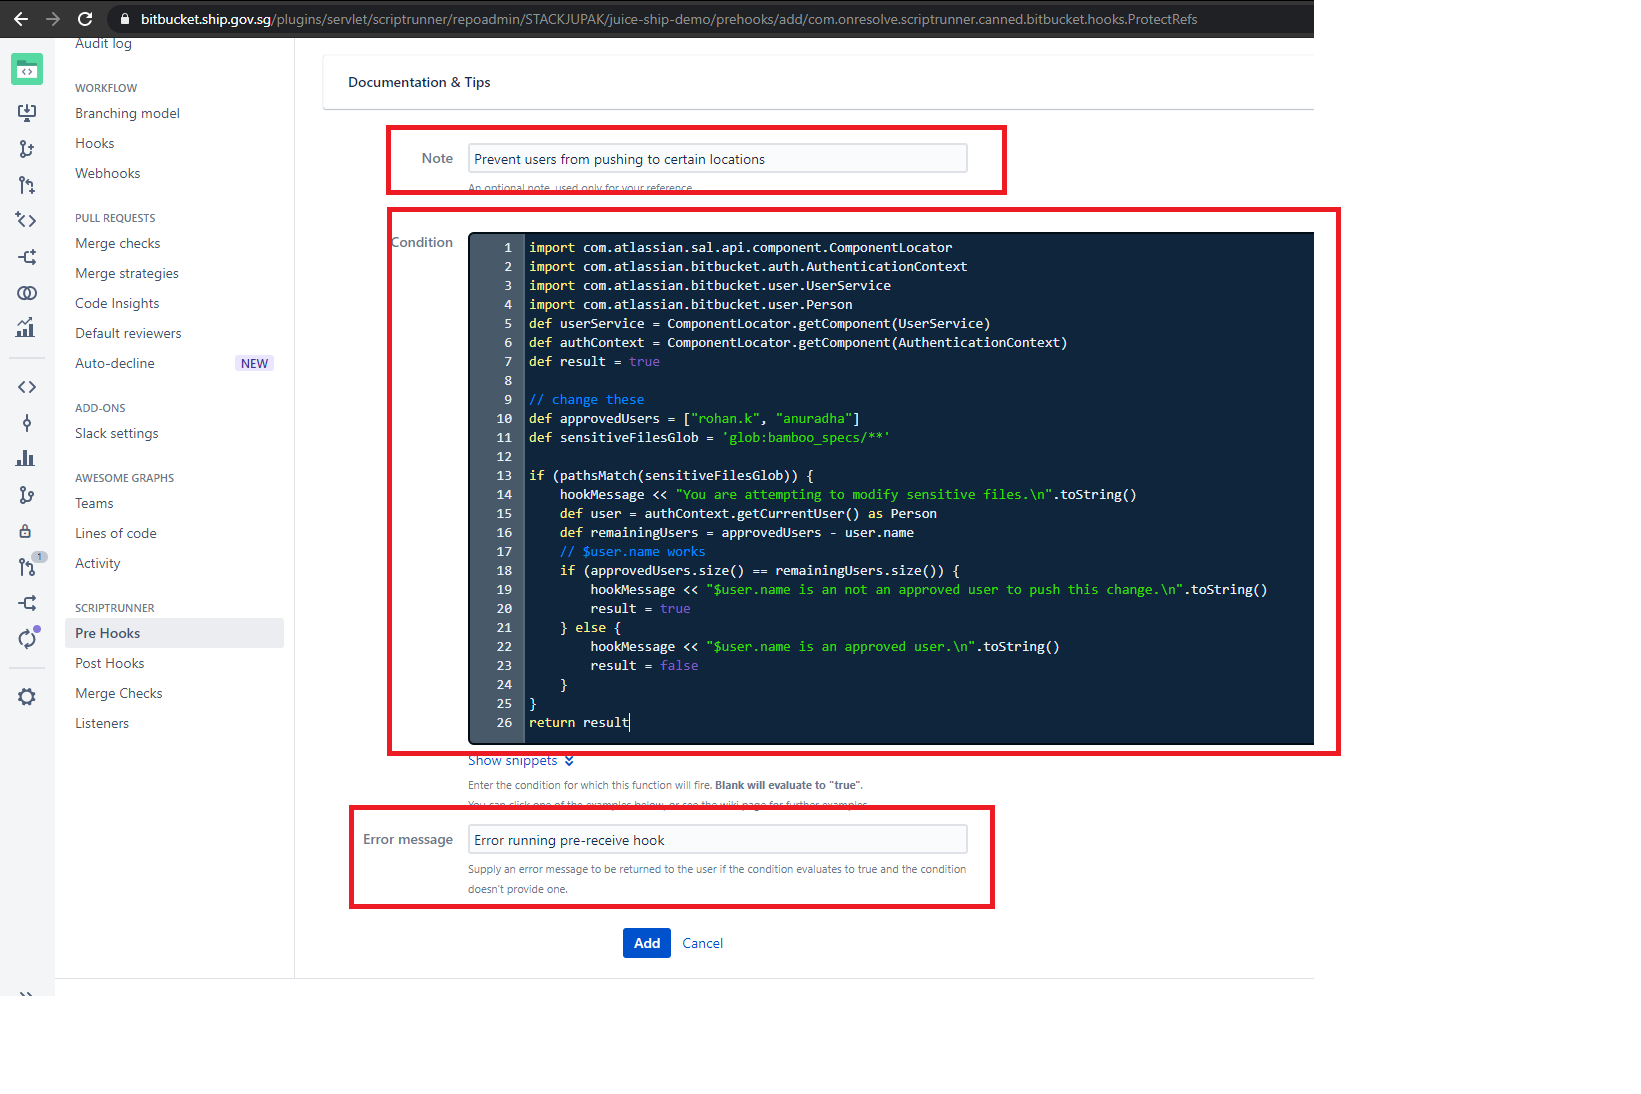 bitbucket.ship.gov.sg/plugins/servlet/scriptrunner/repoadmin/STACKJUPAK/juice-ship-demo/prehooks/add/com.onresolve.scriptrunner.canned.bitbucket.hooks.ProtectRefs
Audit log
WORKFLOW
Branching model
Hooks
Webhooks
PULL REQUESTS
Merge checks
Merge strategies
Code Insights
Default reviewers
Auto-decline NEW
ADD-ONS
Slack settings
AWESOME GRAPHS
Teams
Lines of code
Activity
1
SCRIPTRUNNER
Pre Hooks
Post Hooks
Merge Checks
Listeners
Documentation & Tips
Note
Prevent users from pushing to certain locations
An optional note, used only for your reference.
Condition
1 import com.atlassian.sal.api.component.ComponentLocator
2 import com.atlassian.bitbucket.auth.AuthenticationContext
3 import com.atlassian.bitbucket.user.UserService
4 import com.atlassian.bitbucket.user.Person
5 def userService = ComponentLocator.getComponent(UserService)
6 def authContext = ComponentLocator.getComponent(AuthenticationContext)
7 def result = true
8
9 // change these
10 def approvedUsers = ["rohan.k", "anuradha"]
11 def sensitiveFilesGlob = 'glob:bamboo_specs/**'
12
13 if (pathsMatch(sensitiveFilesGlob)) {
14 hookMessage << "You are attempting to modify sensitive files.\n".toString()
15 def user = authContext.getCurrentUser() as Person
16 def remainingUsers = approvedUsers - user.name
17 // $user.name works
18 if (approvedUsers.size() == remainingUsers.size()) {
19 hookMessage << "$user.name is an not an approved user to push this change.\n".toString()
20 result = true
21 } else {
22 hookMessage << "$user.name is an approved user.\n".toString()
23 result = false
24 }
25 }
26 return result
Show snippets
Enter the condition for which this function will fire. Blank will evaluate to "true".
You can click one of the examples below, or see the wiki page for further examples.
Error message
Error running pre-receive hook
Supply an error message to be returned to the user if the condition evaluates to true and the condition
doesn't provide one.
Add Cancel